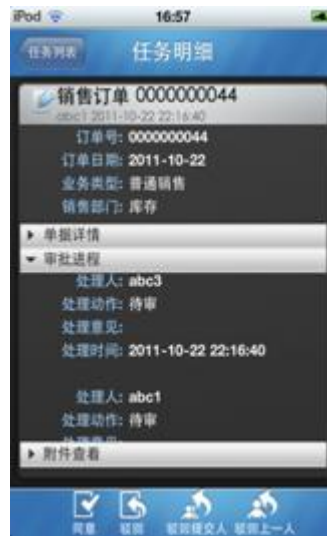 iPod 16:57
任务列表 任务明细
销售订单 0000000044
abc1 2011-10-22 22:16:40
订单号: 0000000044
订单日期: 2011-10-22
业务类型: 普通销售
销售部门: 库存
单据详情
审批进程
处理人: abc3
处理动作: 待审
处理意见:
处理时间: 2011-10-22 22:16:40
处理人: abc1
处理动作: 待审
处理意见
附件查看
同意 驳回 驳回提交人 驳回上一人